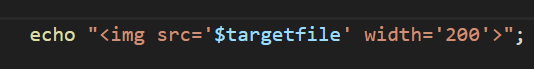 echo "<img src='$targetfile' width='200'>";